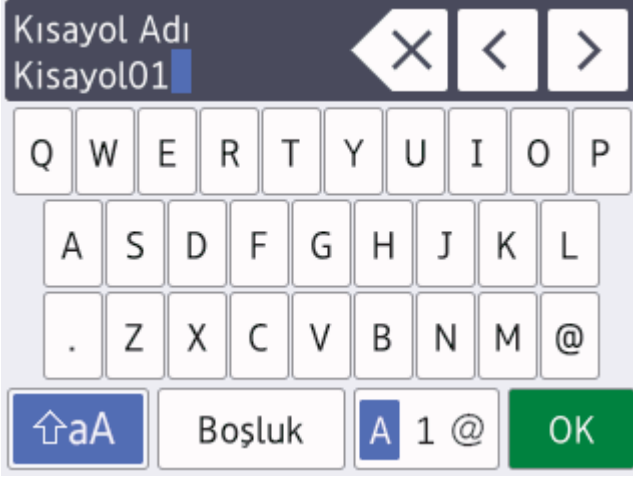 Kısayol Adı
Kisayol01
Q W E R T Y U I O P
A S D F G H J K L
. Z X C V B N M @
aA Boşluk A 1 @ OK